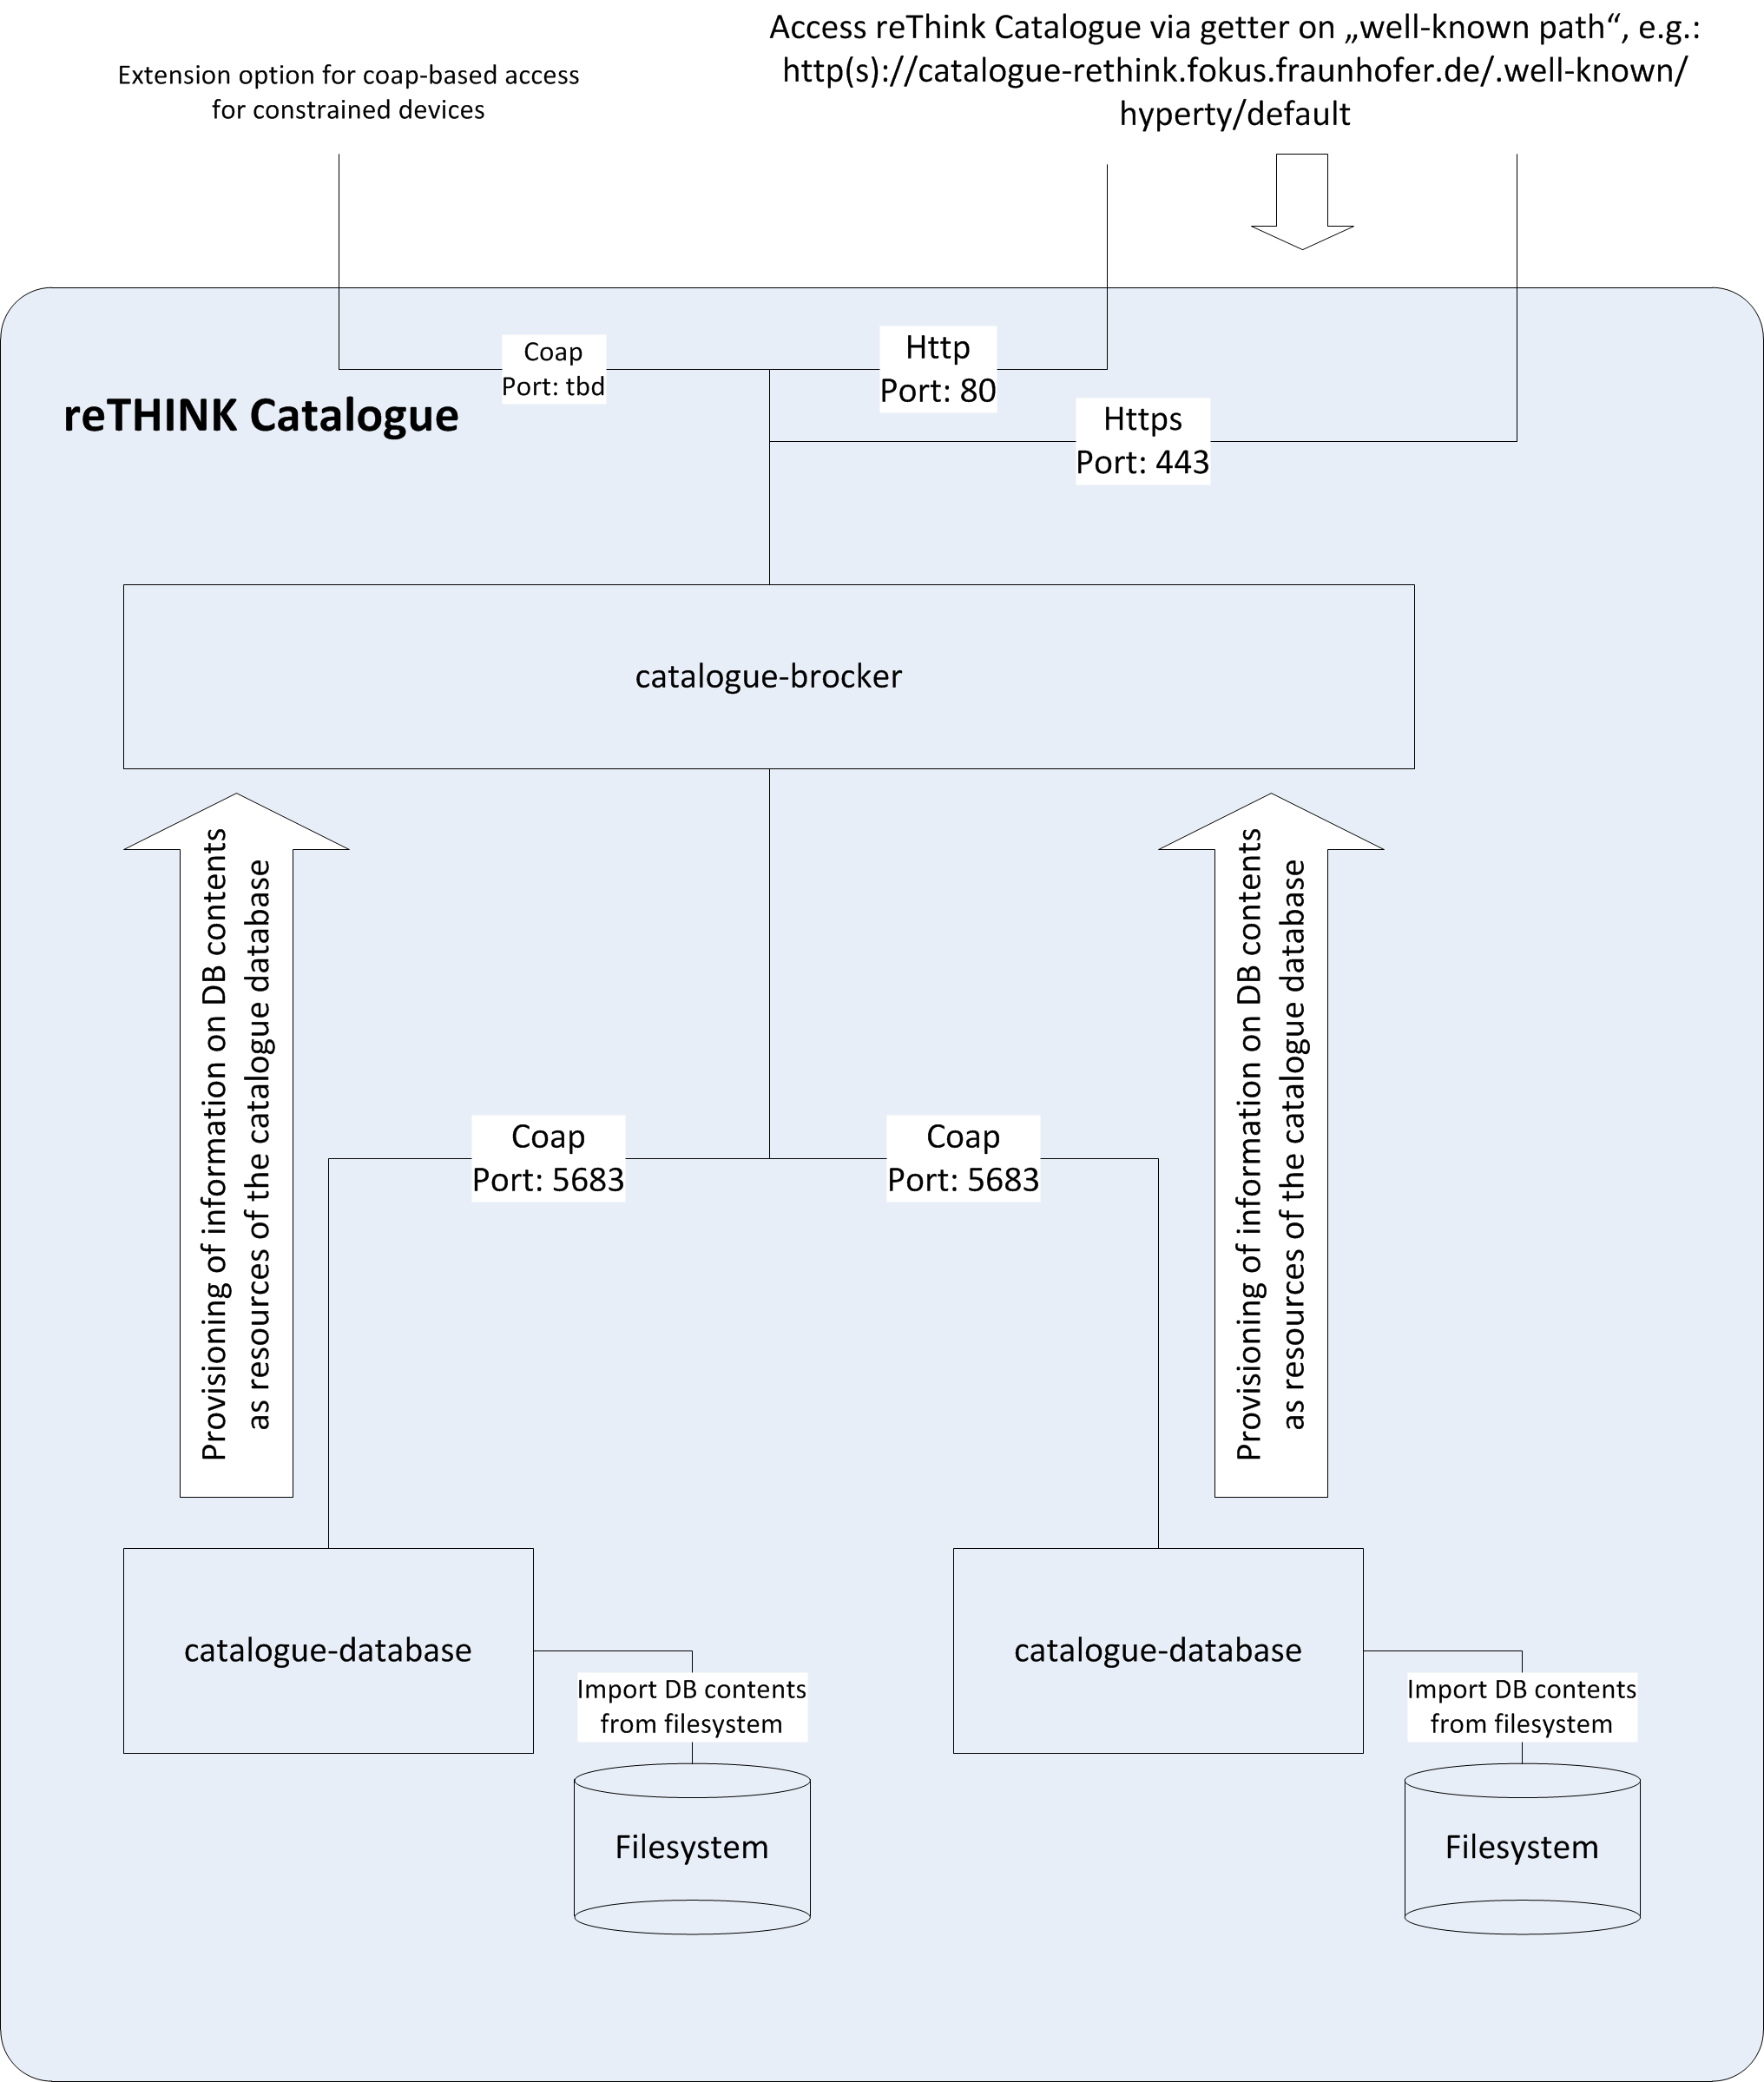 Extension option for coap-based access
for constrained devices
Access reThink Catalogue via getter on „well-known path“, e.g.:
http(s)://catalogue-rethink.fokus.fraunhofer.de/.well-known/
hyperty/default
Coap
Port: tbd
Http
Port: 80
reTHINK Catalogue
Https
Port: 443
catalogue-brocker
Provisioning of information on DB contents
as resources of the catalogue database
Provisioning of information on DB contents
as resources of the catalogue database
Coap
Port: 5683
Coap
Port: 5683
catalogue-database
catalogue-database
Import DB contents
from filesystem
Import DB contents
from filesystem
Filesystem
Filesystem